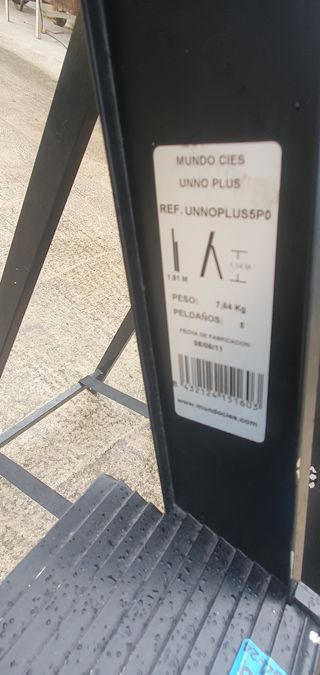 MUNDO CIES
UNNO PLUS
REF. UNNOPLUS5P0
1,91 M
1,14 M
PESO: 7,64 Kg
PELDAÑOS: 5
FECHA DE FABRICACION:
08/06/11
8 432124 151603
www.mundocies.com